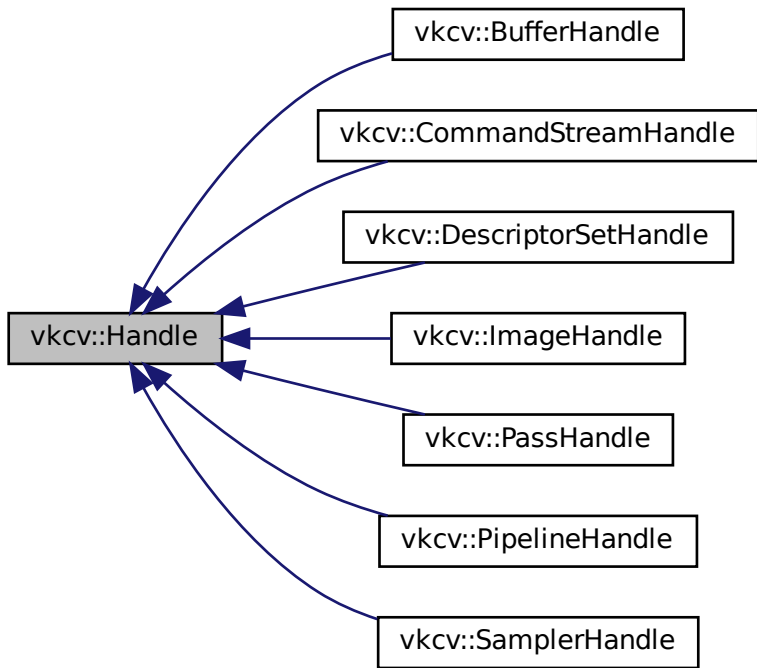 vkcv::BufferHandle
vkcv::CommandStreamHandle
vkcv::DescriptorSetHandle
vkcv::Handle
vkcv::ImageHandle
vkcv::PassHandle
vkcv::PipelineHandle
vkcv::SamplerHandle